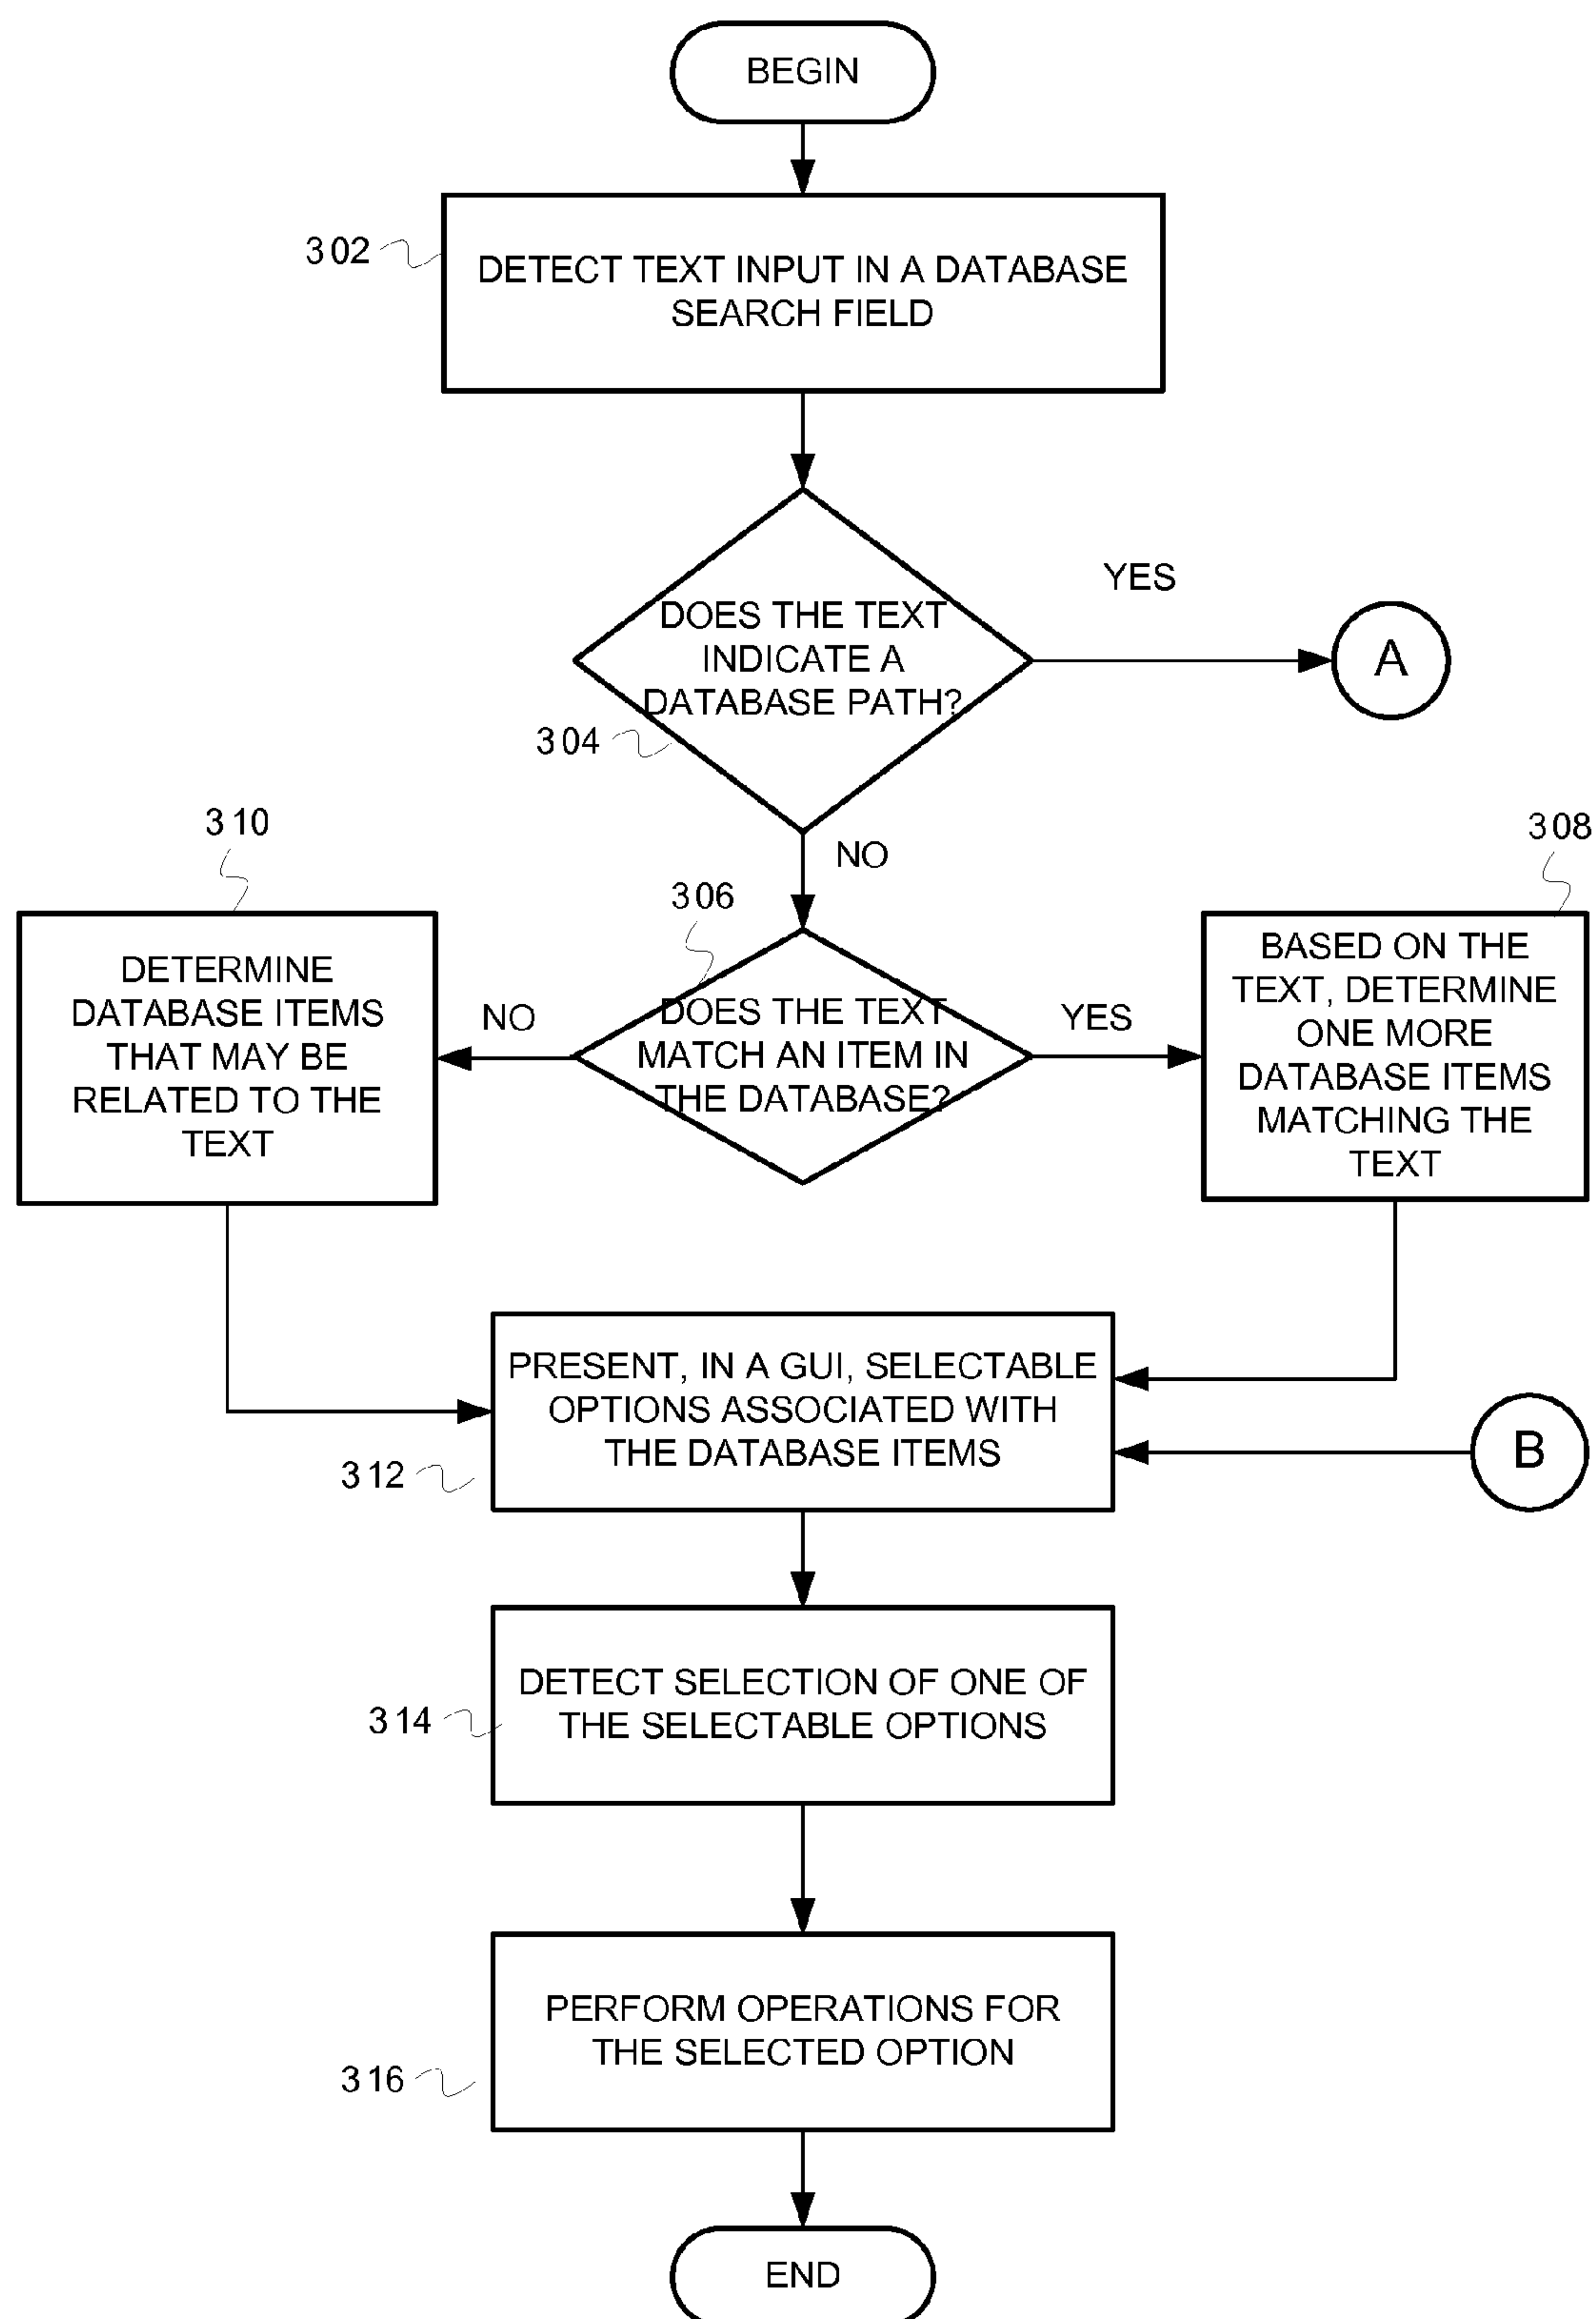 BEGIN
302
DETECT TEXT INPUT IN A DATABASE
SEARCH FIELD
DOES THE TEXT
INDICATE A
DATABASE PATH?
304
YES
A
NO
310
DETERMINE
DATABASE ITEMS
THAT MAY BE
RELATED TO THE
TEXT
NO
306
DOES THE TEXT
MATCH AN ITEM IN
THE DATABASE?
YES
308
BASED ON THE
TEXT, DETERMINE
ONE MORE
DATABASE ITEMS
MATCHING THE
TEXT
PRESENT, IN A GUI, SELECTABLE
OPTIONS ASSOCIATED WITH
THE DATABASE ITEMS
312
B
DETECT SELECTION OF ONE OF
THE SELECTABLE OPTIONS
314
PERFORM OPERATIONS FOR
THE SELECTED OPTION
316
END